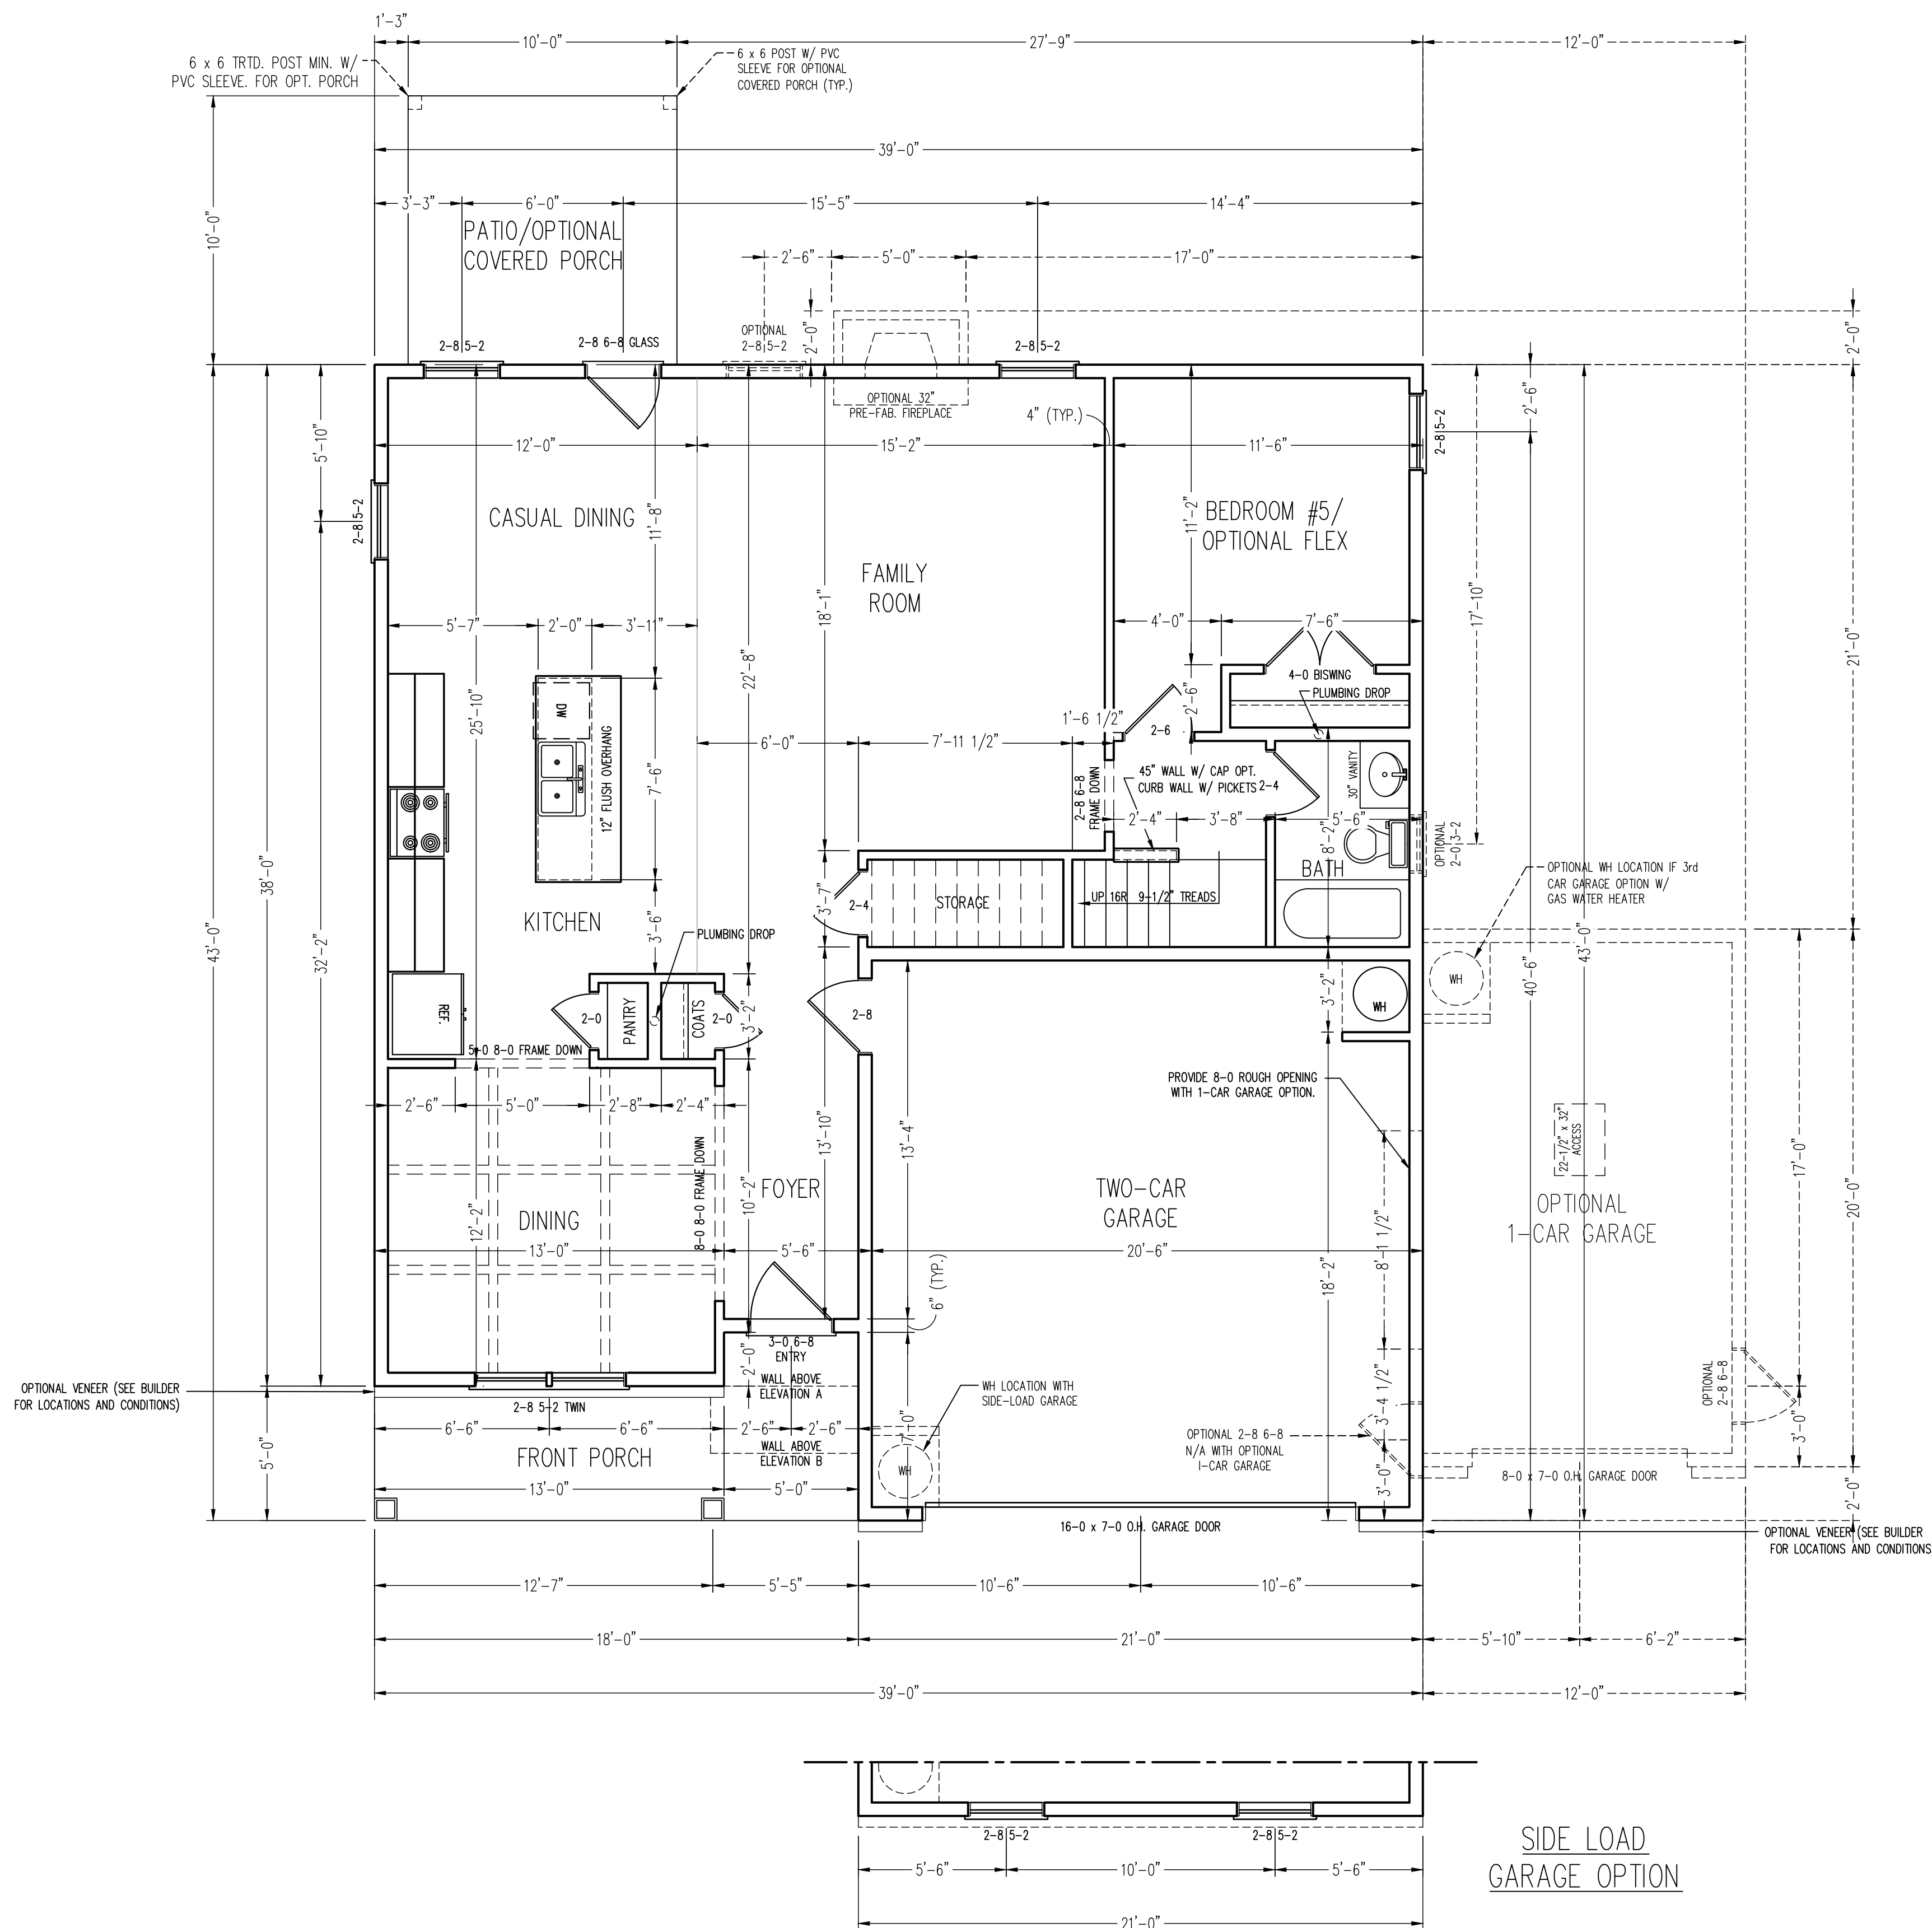 1'-3"
10'-0"
27'-9"
12'-0"
6 x 6 TRTD. POST MIN. W/
PVC SLEEVE. FOR OPT. PORCH
6 x 6 POST W/ PVC
SLEEVE FOR OPTIONAL
COVERED PORCH (TYP.)
39'-0"
3'-3"
6'-0"
15'-5"
14'-4"
10'-0"
PATIO/OPTIONAL
COVERED PORCH
2'-6"
5'-0"
17'-0"
2-8 5-2
2-8 6-8 GLASS
OPTIONAL
2-8 5-2
2'-0"
2-8 5-2
2'-0"
OPTIONAL 32"
PRE-FAB. FIREPLACE
4" (TYP.)
2'-6"
2-8 5-2
12'-0"
15'-2"
11'-6"
5'-10"
2-8 5-2
CASUAL DINING
11'-8"
11'-2"
BEDROOM #5/
OPTIONAL FLEX
FAMILY
ROOM
18'-1"
17'-10"
21'-0"
5'-7"
2'-0"
3'-11"
4'-0"
7'-6"
22'-8"
4-0 BISWING
PLUMBING DROP
DW
25'-10"
12" FLUSH OVERHANG
7'-6"
2'-6"
1'-6 1/2"
2-6
6'-0"
7'-11 1/2"
2-8 6-8
FRAME DOWN
45" WALL W/ CAP OPT.
CURB WALL W/ PICKETS
2-4
30" VANITY
2'-4"
3'-8"
5'-6"
8'-2"
BATH
OPTIONAL
2-0 3-2
OPTIONAL WH LOCATION IF 3rd
CAR GARAGE OPTION W/
GAS WATER HEATER
43'-0"
38'-0"
32'-2"
KITCHEN
3'-6"
PLUMBING DROP
3'-7"
2-4
STORAGE
UP 16R 9-1/2" TREADS
40'-6"
43'-0"
WH
WH
3'-2"
REF.
2-0
PANTRY
COATS
2-0
3'-2"
2-8
5-0 8-0 FRAME DOWN
2'-6"
5'-0"
2'-8"
2'-4"
13'-10"
13'-4"
PROVIDE 8-0 ROUGH OPENING
WITH 1-CAR GARAGE OPTION.
22-1/2" x 32"
ACCESS
17'-0"
20'-0"
8-0 8-0 FRAME DOWN
10'-2"
FOYER
TWO-CAR
GARAGE
OPTIONAL
1-CAR GARAGE
DINING
12'-2"
13'-0"
5'-6"
20'-6"
8'-1 1/2"
18'-2"
6" (TYP.)
3-0 6-8
ENTRY
2'-0"
WALL ABOVE
ELEVATION A
OPTIONAL VENEER (SEE BUILDER
FOR LOCATIONS AND CONDITIONS)
2-8 5-2 TWIN
WH LOCATION WITH
SIDE-LOAD GARAGE
3'-4 1/2"
OPTIONAL
2-8 6-8
3'-0"
6'-6"
6'-6"
2'-6"
2'-6"
7'-0"
5'-0"
FRONT PORCH
WALL ABOVE
ELEVATION B
WH
OPTIONAL 2-8 6-8
N/A WITH OPTIONAL
1-CAR GARAGE
3'-0"
8-0 x 7-0 O.H. GARAGE DOOR
13'-0"
5'-0"
2'-0"
16-0 x 7-0 O.H. GARAGE DOOR
OPTIONAL VENEER (SEE BUILDER
FOR LOCATIONS AND CONDITIONS
12'-7"
5'-5"
10'-6"
10'-6"
18'-0"
21'-0"
5'-10"
6'-2"
39'-0"
12'-0"
2-8 5-2
2-8 5-2
SIDE LOAD
GARAGE OPTION
5'-6"
10'-0"
5'-6"
21'-0"